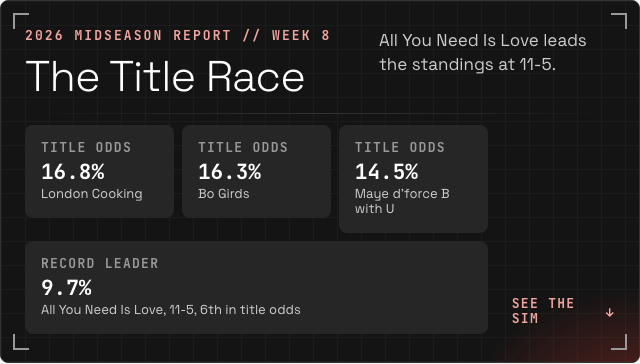 2026 MIDSEASON REPORT // WEEK 8
The Title Race
All You Need Is Love leads
the standings at 11-5.
TITLE ODDS
16.8%
London Cooking
TITLE ODDS
16.3%
Bo Girds
TITLE ODDS
14.5%
Maye d'force B
with U
RECORD LEADER
9.7%
All You Need Is Love, 11-5, 6th in title odds
SEE THE
SIM ↓